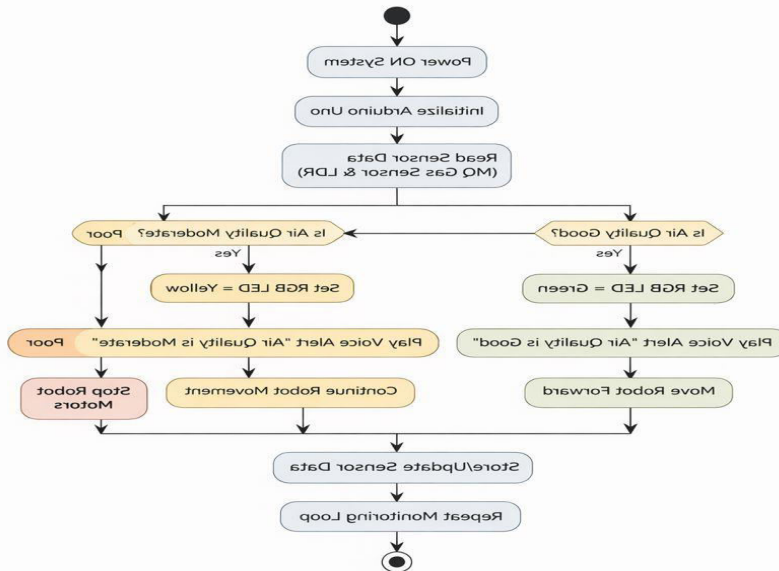 Power ON System
Initialize Arduino Uno
Read Sensor Data
(MQ Gas Sensor & LDR)
Is Air Quality Good?
Is Air Quality Moderate?
Poor
Yes
Yes
Set RGB LED = Green
Set RGB LED = Yellow
Play Voice Alert "Air Quality is Good"
Play Voice Alert "Air Quality is Moderate"
Poor
Move Robot Forward
Continue Robot Movement
Stop Robot
Motors
Store/Update Sensor Data
Repeat Monitoring Loop